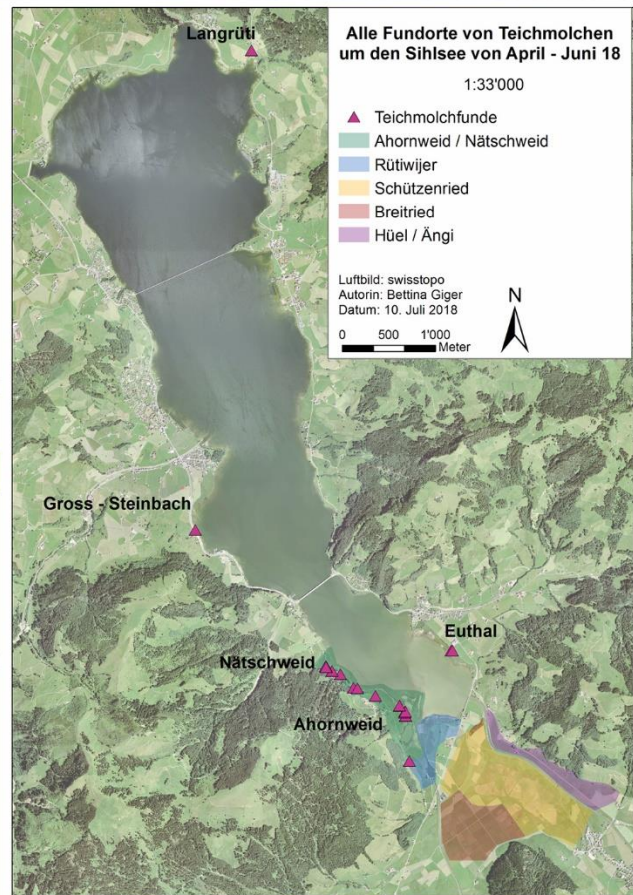 Alle Fundorte von Teichmolchen
um den Sihlsee von April - Juni 18
1:33'000
Teichmolchfunde
Ahornweid / Nätschweid
Rütiwijer
Schützenried
Breitried
Hüel / Ängi
Luftbild: swisstopo
Autorin: Bettina Giger
Datum: 10. Juli 2018
N
0 500 1'000
Meter
Langrüti
Gross - Steinbach
Euthal
Nätschweid
Ahornweid